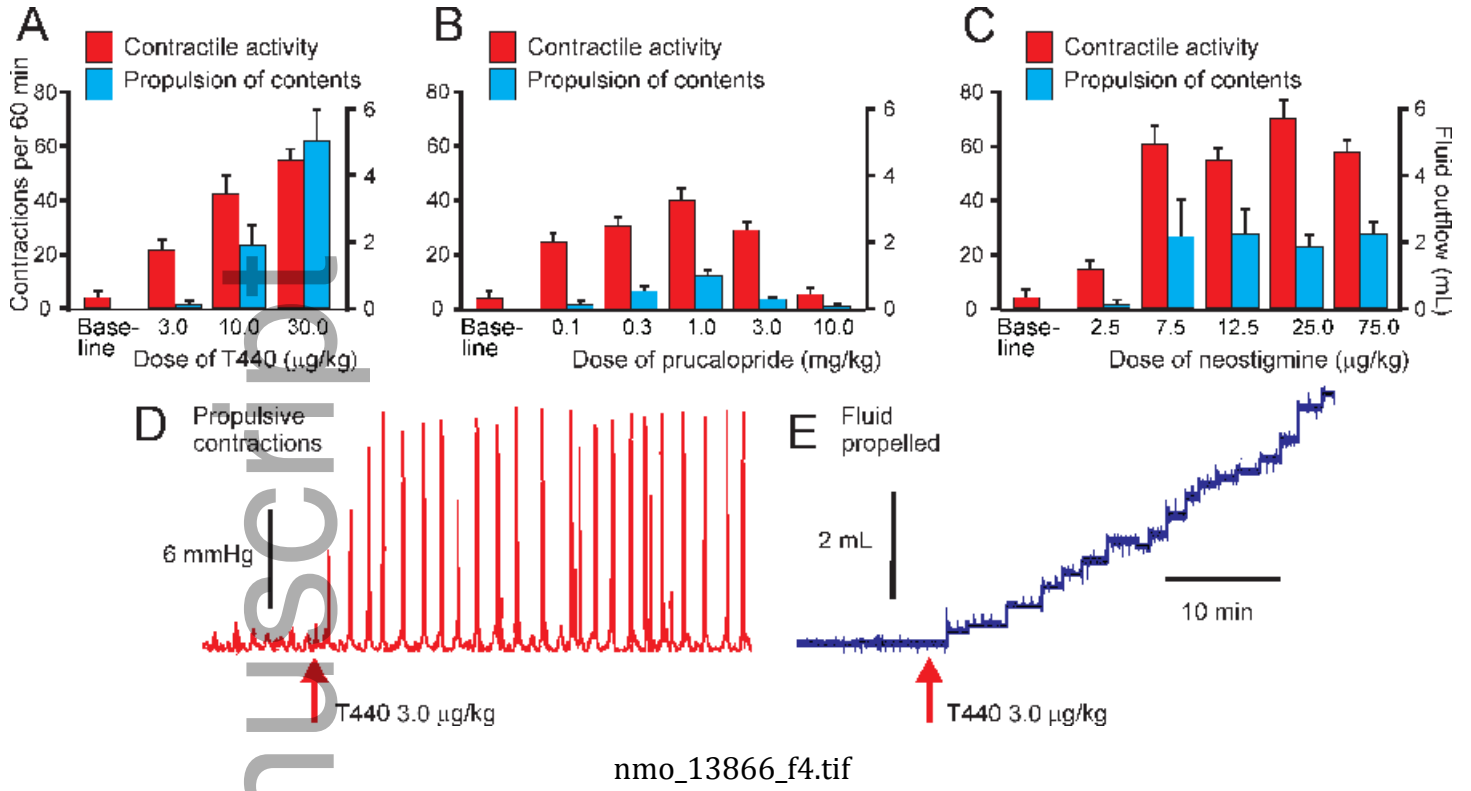 A
Contractile activity
Propulsion of contents
Contractions per 60 min
80
60
40
20
0
6
4
2
0
Base-
line
3.0
10.0
30.0
Dose of T440 (μg/kg)
B
Contractile activity
Propulsion of contents
80
60
40
20
0
6
4
2
0
Base-
line
0.1
0.3
1.0
3.0
10.0
Dose of prucalopride (mg/kg)
C
Contractile activity
Propulsion of contents
80
60
40
20
0
6
4
2
0
Fluid outflow (mL)
Base-
line
2.5
7.5
12.5
25.0
75.0
Dose of neostigmine (μg/kg)
D
Propulsive
contractions
6 mmHg
T440 3.0 μg/kg
E
Fluid
propelled
2 mL
10 min
T440 3.0 μg/kg
nuscript
nmo_13866_f4.tif